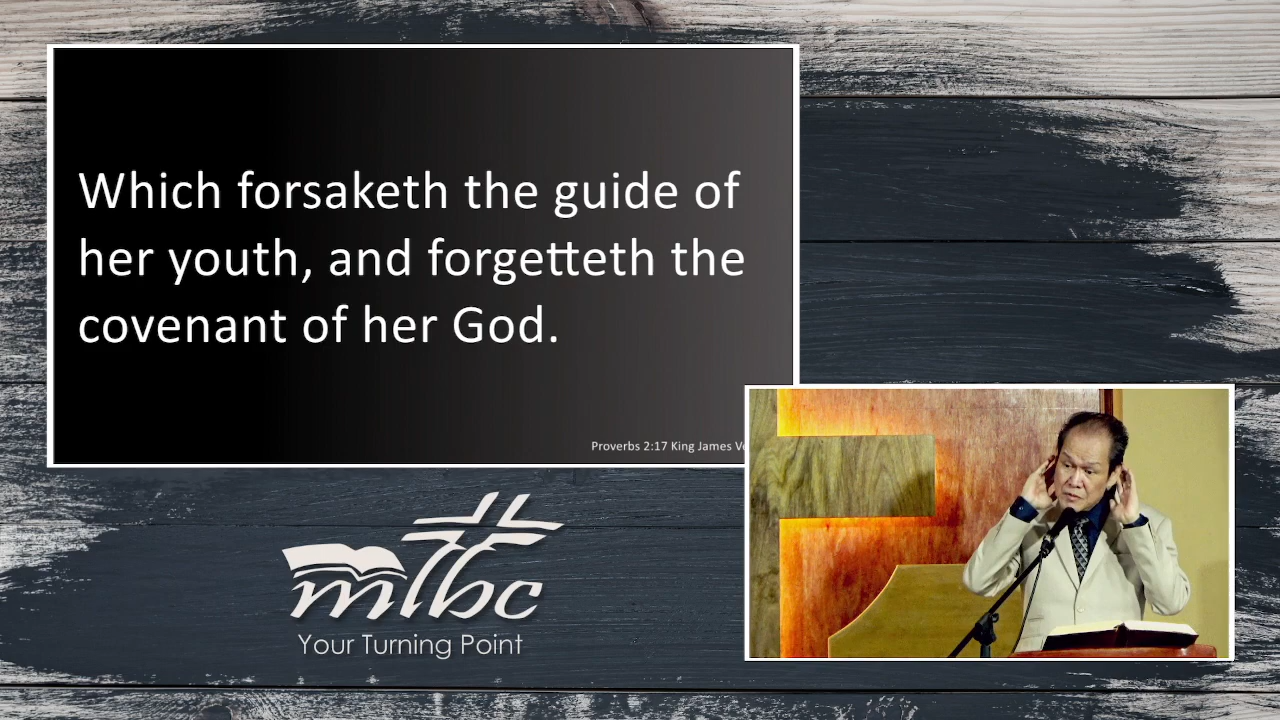 Which forsaketh the guide of
her youth, and forgetteth the
covenant of her God.
Proverbs 2:17 King James
mlbc
Your Turning Point